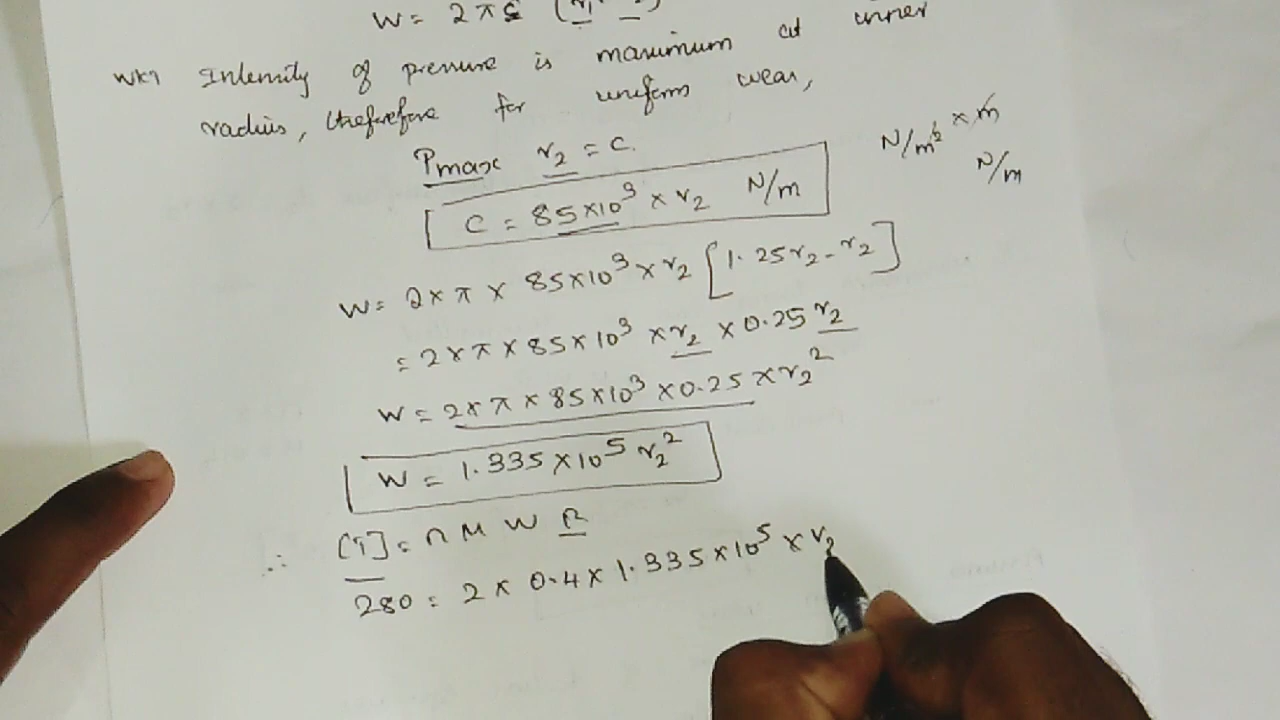 W = 2 π c (r₁
WKT Intensity of pressure is maximum at inner
radius, therefore for uniform wear,
Pmax r₂ = C.
C = 85×10³ × r₂ N/m
N/m² × m
N/m
W = 2 × π × 85×10³ × r₂ [1.25r₂ - r₂]
= 2 × π × 85 × 10³ × r₂ × 0.25 r₂
W = 2 × π × 85×10³ × 0.25 × r₂²
W = 1.335 × 10⁵ r₂²
∴ [T] = n μ W R
280 = 2 × 0.4 × 1.335 × 10⁵ × r₂